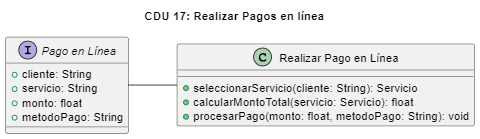 CDU 17: Realizar Pagos en línea
I Pago en Línea
cliente: String
servicio: String
monto: float
metodoPago: String
C Realizar Pago en Línea
seleccionarServicio(cliente: String): Servicio
calcularMontoTotal(servicio: Servicio): float
procesarPago(monto: float, metodoPago: String): void